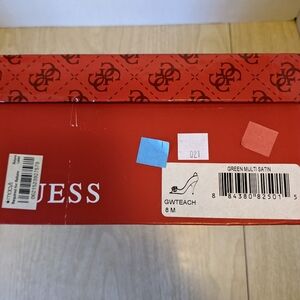 UESS
021
GREEN MULTI SATIN
8 84380 82501 5
GWTEACH
8 M